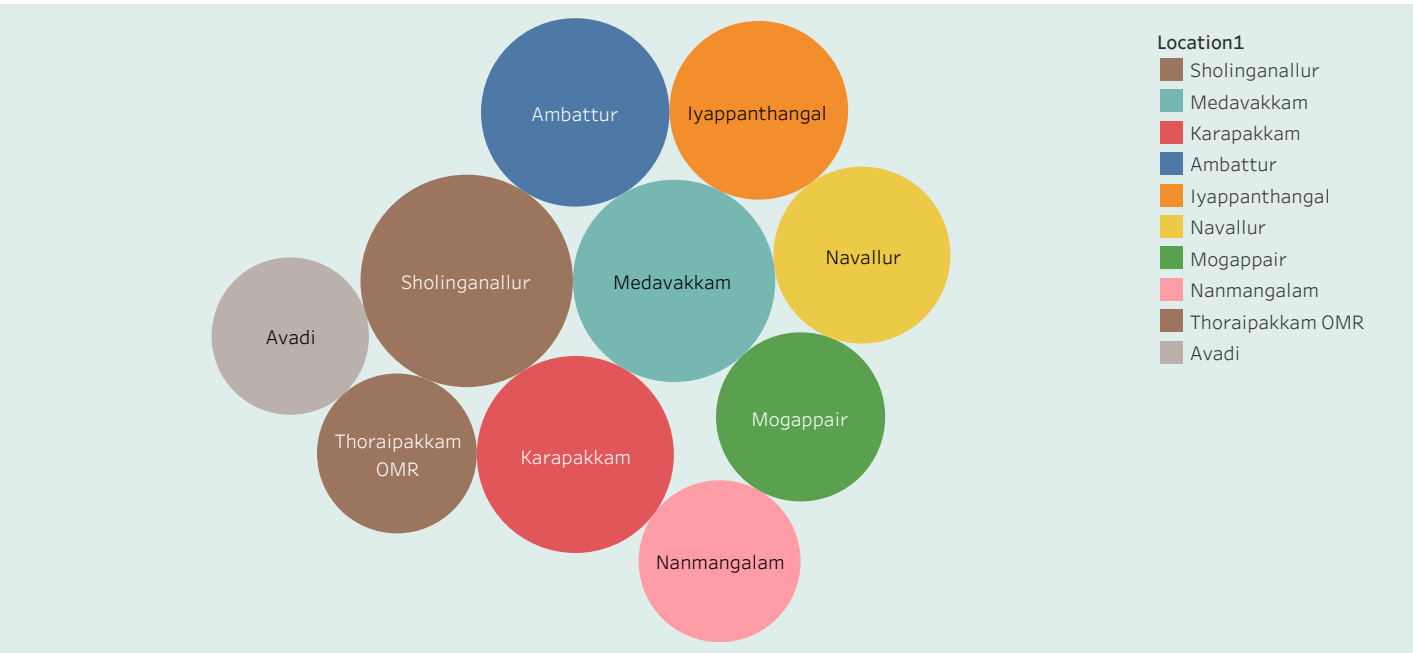 Ambattur
Iyappanthangal
Sholinganallur
Medavakkam
Navallur
Avadi
Thoraipakkam
OMR
Karapakkam
Mogappair
Nanmangalam
Location1
Sholinganallur
Medavakkam
Karapakkam
Ambattur
Iyappanthangal
Navallur
Mogappair
Nanmangalam
Thoraipakkam OMR
Avadi